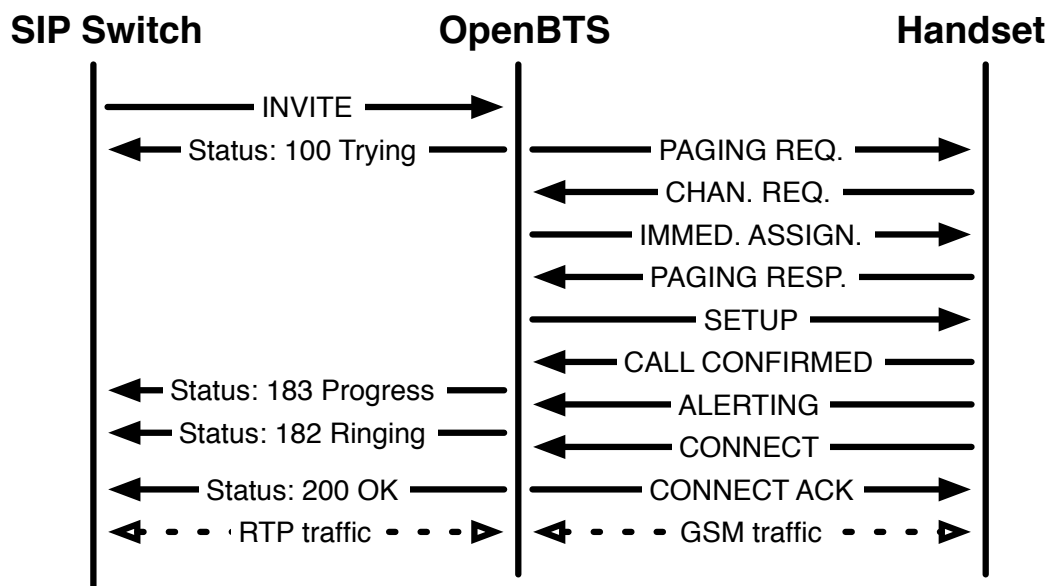 SIP Switch OpenBTS Handset
INVITE
Status: 100 Trying PAGING REQ.
CHAN. REQ.
IMMED. ASSIGN.
PAGING RESP.
SETUP
CALL CONFIRMED
Status: 183 Progress
ALERTING
Status: 182 Ringing
CONNECT
Status: 200 OK CONNECT ACK
RTP traffic GSM traffic